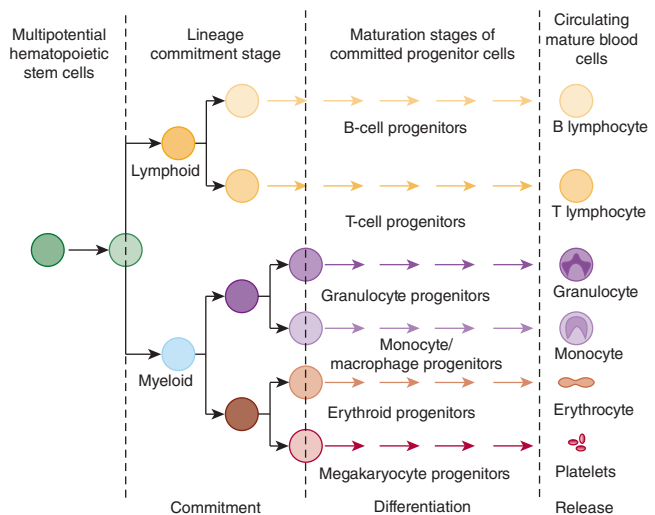 Multipotential
hematopoietic
stem cells
Lineage
commitment stage
Maturation stages of
committed progenitor cells
Circulating
mature blood
cells
B-cell progenitors
B lymphocyte
Lymphoid
T-cell progenitors
T lymphocyte
Granulocyte progenitors
Granulocyte
Monocyte/
macrophage progenitors
Monocyte
Myeloid
Erythroid progenitors
Erythrocyte
Megakaryocyte progenitors
Platelets
Commitment
Differentiation
Release